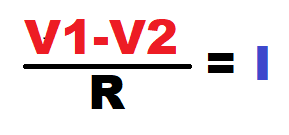 V1-V2
R = I